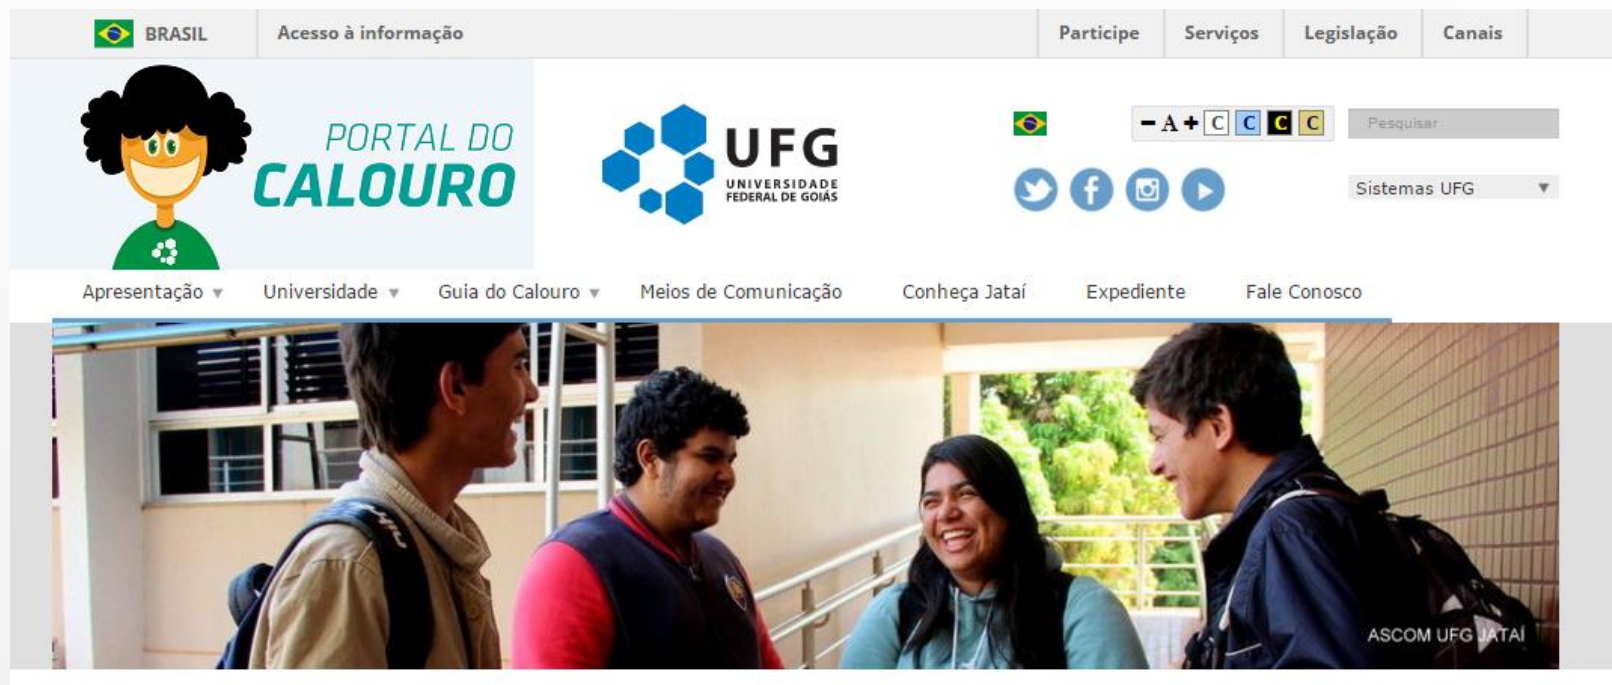 BRASIL Acesso à informação Participe Serviços Legislação Canais
PORTAL DO
CALOURO
UFG
UNIVERSIDADE
FEDERAL DE GOIÁS
- A + C C C C
Pesquisar
Sistemas UFG
Apresentação Universidade Guia do Calouro Meios de Comunicação Conheça Jataí Expediente Fale Conosco
ASCOM UFG JATAÍ